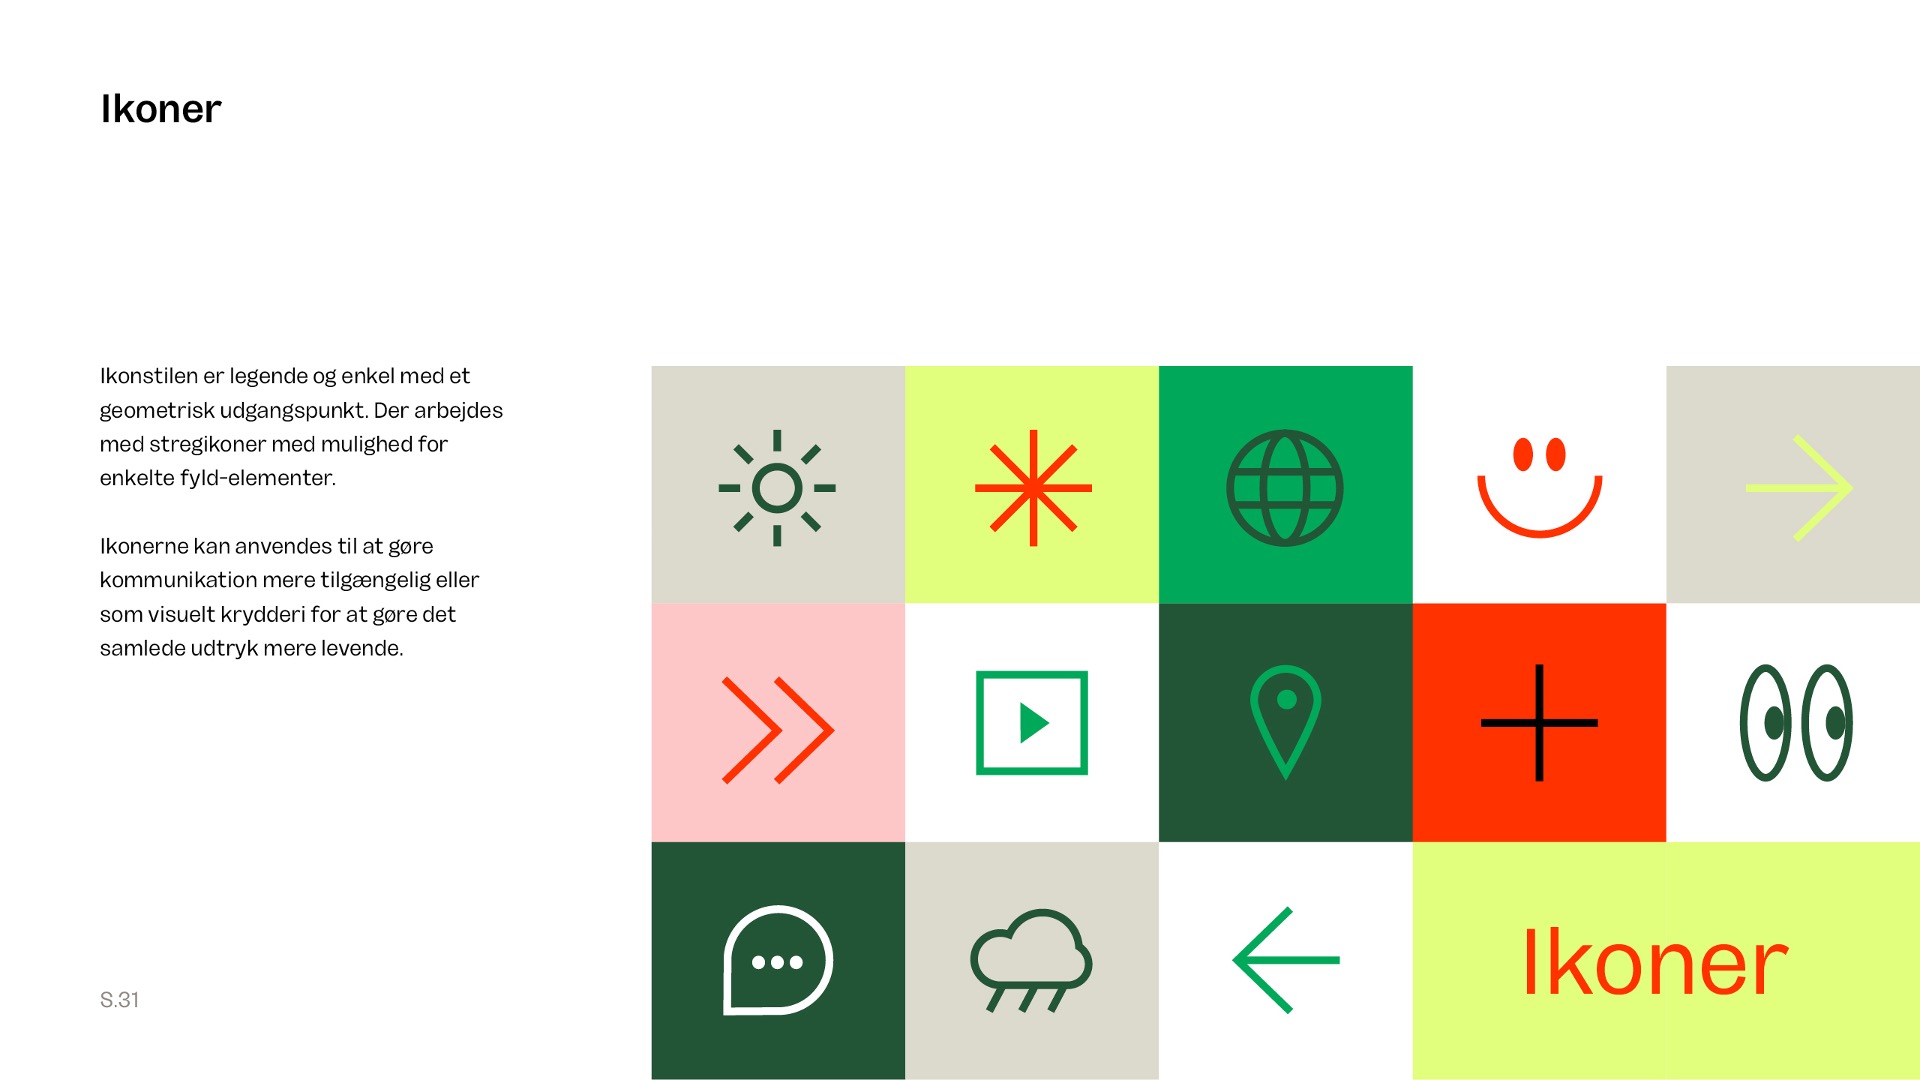 Ikoner
Ikonstilen er legende og enkel med et
geometrisk udgangspunkt. Der arbejdes
med stregikoner med mulighed for
enkelte fyld-elementer.
Ikonerne kan anvendes til at gøre
kommunikation mere tilgængelig eller
som visuelt krydderi for at gøre det
samlede udtryk mere levende.
Ikoner
S.31